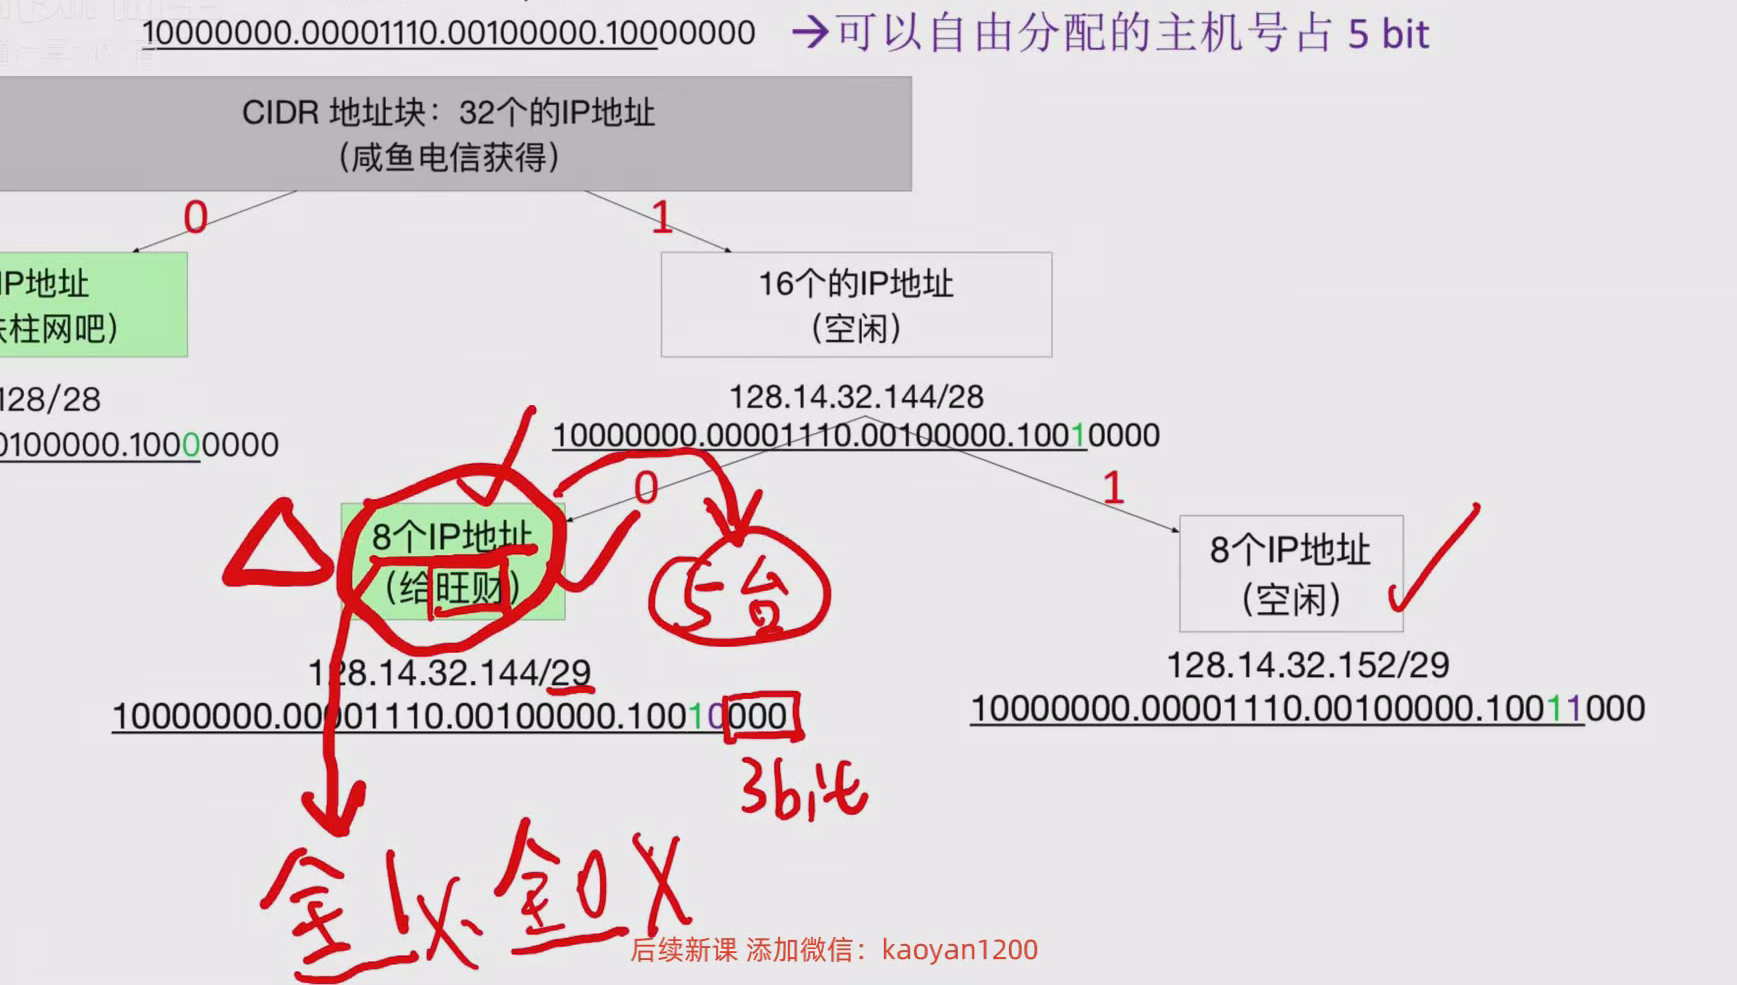 10000000.00001110.00100000.10000000
→可以自由分配的主机号占 5 bit
CIDR 地址块：32个的IP地址
（咸鱼电信获得）
0
1
IP地址
柱网吧）
16个的IP地址
（空闲）
128/28
0100000.10000000
128.14.32.144/28
10000000.00001110.00100000.10010000
0
1
8个IP地址
（给旺财）
5台
8个IP地址
（空闲）
128.14.32.144/29
10000000.00001110.00100000.10010000
128.14.32.152/29
10000000.00001110.00100000.10011000
3bit
全1X 全0X
后续新课 添加微信：kaoyan1200